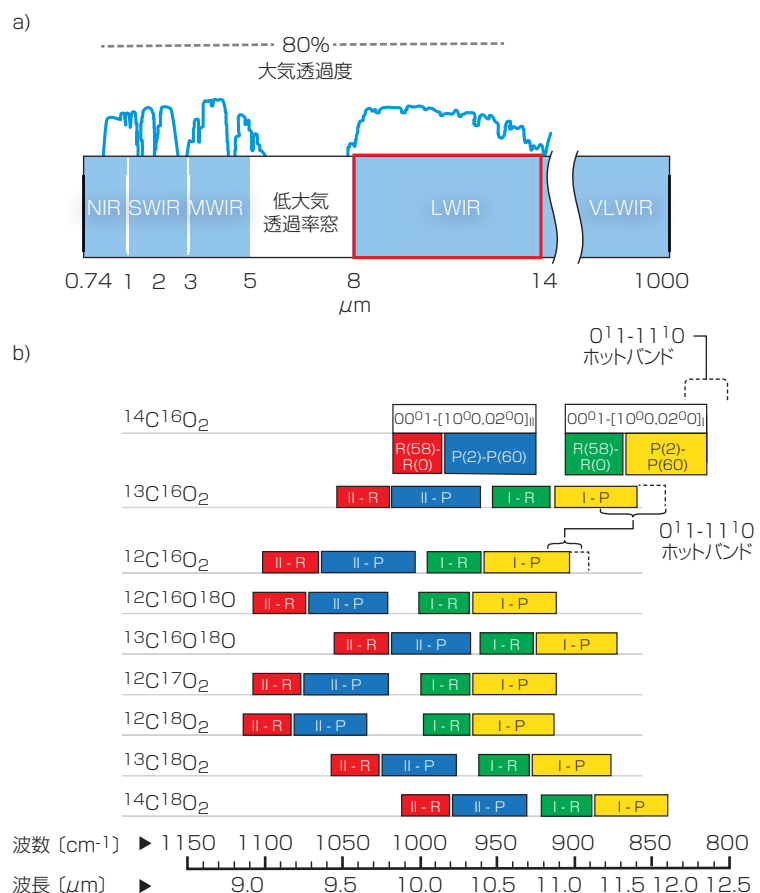 a)
80%
大気透過度
NIR SWIR MWIR 低大気 LWIR VLWIR
透過率窓
0.74 1 2 3 5 8 14 1000
μm
b)
0¹1-11¹0
ホットバンド
¹⁴C¹⁶O₂ 00⁰1-[10⁰0,02⁰0]II 00⁰1-[10⁰0,02⁰0]I
R(58)- R(0) P(2)-P(60) R(58)- R(0) P(2)- P(60)
¹³C¹⁶O₂ II - R II - P I - R I - P
0¹1-11¹0
ホットバンド
¹²C¹⁶O₂ II - R II - P I - R I - P
¹²C¹⁶O¹⁸O II - R II - P I - R I - P
¹³C¹⁶O¹⁸O II - R II - P I - R I - P
¹²C¹⁷O₂ II - R II - P I - R I - P
¹²C¹⁸O₂ II - R II - P I - R I - P
¹³C¹⁸O₂ II - R II - P I - R I - P
¹⁴C¹⁸O₂ II - R II - P I - R I - P
波数〔cm⁻¹〕 ▶ 1150 1100 1050 1000 950 900 850 800
波長〔μm〕 ▶ 9.0 9.5 10.0 10.5 11.0 11.5 12.0 12.5